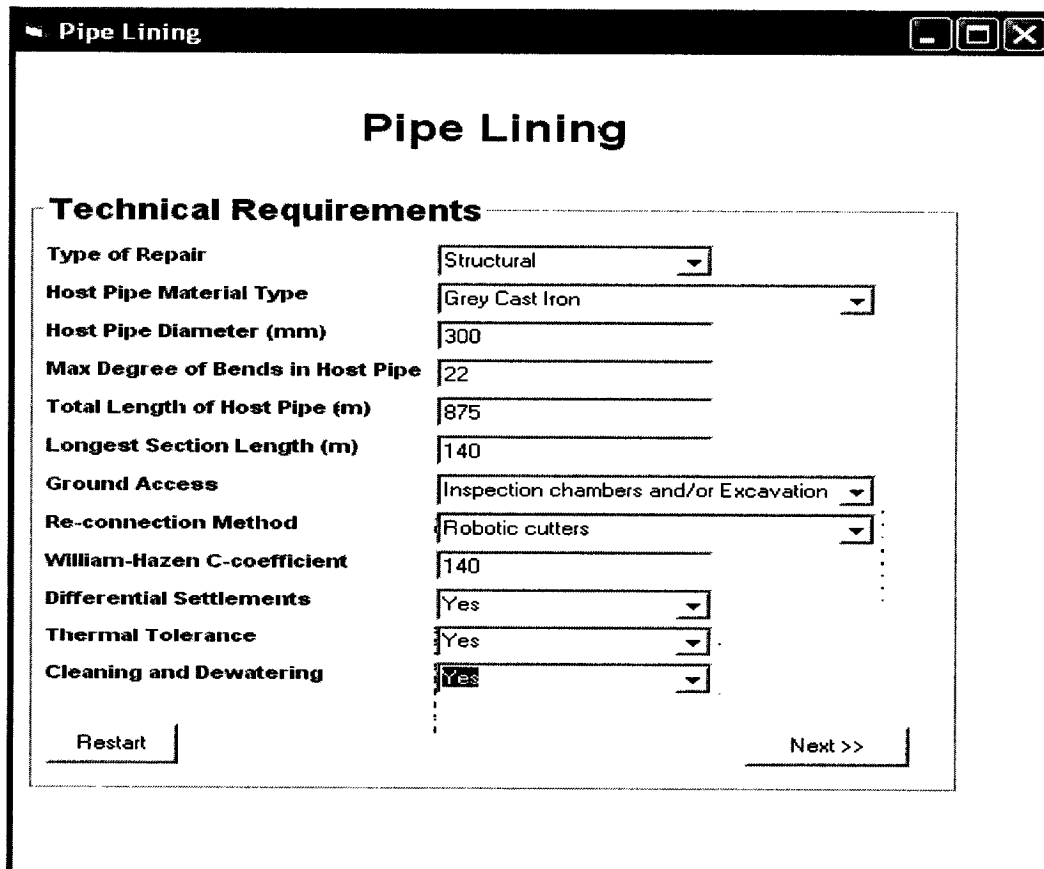 Pipe Lining
Pipe Lining
Technical Requirements
Type of Repair Structural
Host Pipe Material Type Grey Cast Iron
Host Pipe Diameter (mm) 300
Max Degree of Bends in Host Pipe 22
Total Length of Host Pipe (m) 875
Longest Section Length (m) 140
Ground Access Inspection chambers and/or Excavation
Re-connection Method Robotic cutters
William-Hazen C-coefficient 140
Differential Settlements Yes
Thermal Tolerance Yes
Cleaning and Dewatering Yes
Restart Next >>